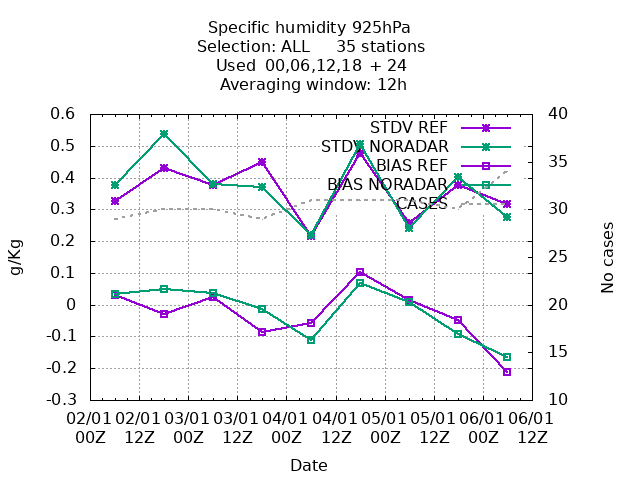 Specific humidity 925hPa
Selection: ALL 35 stations
Used 00,06,12,18 + 24
Averaging window: 12h
STDV REF
STDV NORADAR
BIAS REF
BIAS NORADAR
CASES
0.6
0.5
0.4
0.3
0.2
0.1
0
-0.1
-0.2
-0.3
g/Kg
40
35
30
25
20
15
10
No cases
02/01 02/01 03/01 03/01 04/01 04/01 05/01 05/01 06/01 06/01
00Z 12Z 00Z 12Z 00Z 12Z 00Z 12Z 00Z 12Z
Date